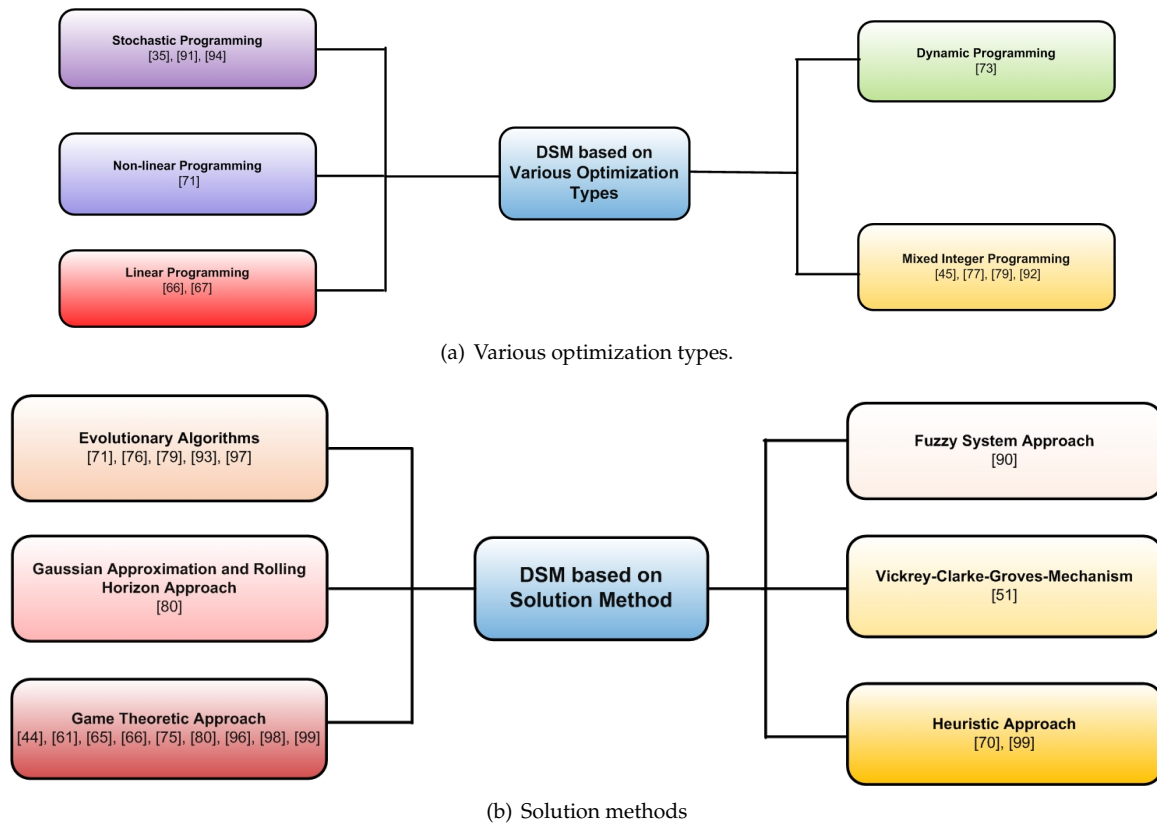 Stochastic Programming
[35], [91], [94]
Non-linear Programming
[71]
Linear Programming
[66], [67]
DSM based on
Various Optimization
Types
Dynamic Programming
[73]
Mixed Integer Programming
[45], [77], [79], [92]
(a) Various optimization types.
Evolutionary Algorithms
[71], [76], [79], [93], [97]
Gaussian Approximation and Rolling
Horizon Approach
[80]
Game Theoretic Approach
[44], [61], [65], [66], [75], [80], [96], [98], [99]
DSM based on
Solution Method
Fuzzy System Approach
[90]
Vickrey-Clarke-Groves-Mechanism
[51]
Heuristic Approach
[70], [99]
(b) Solution methods